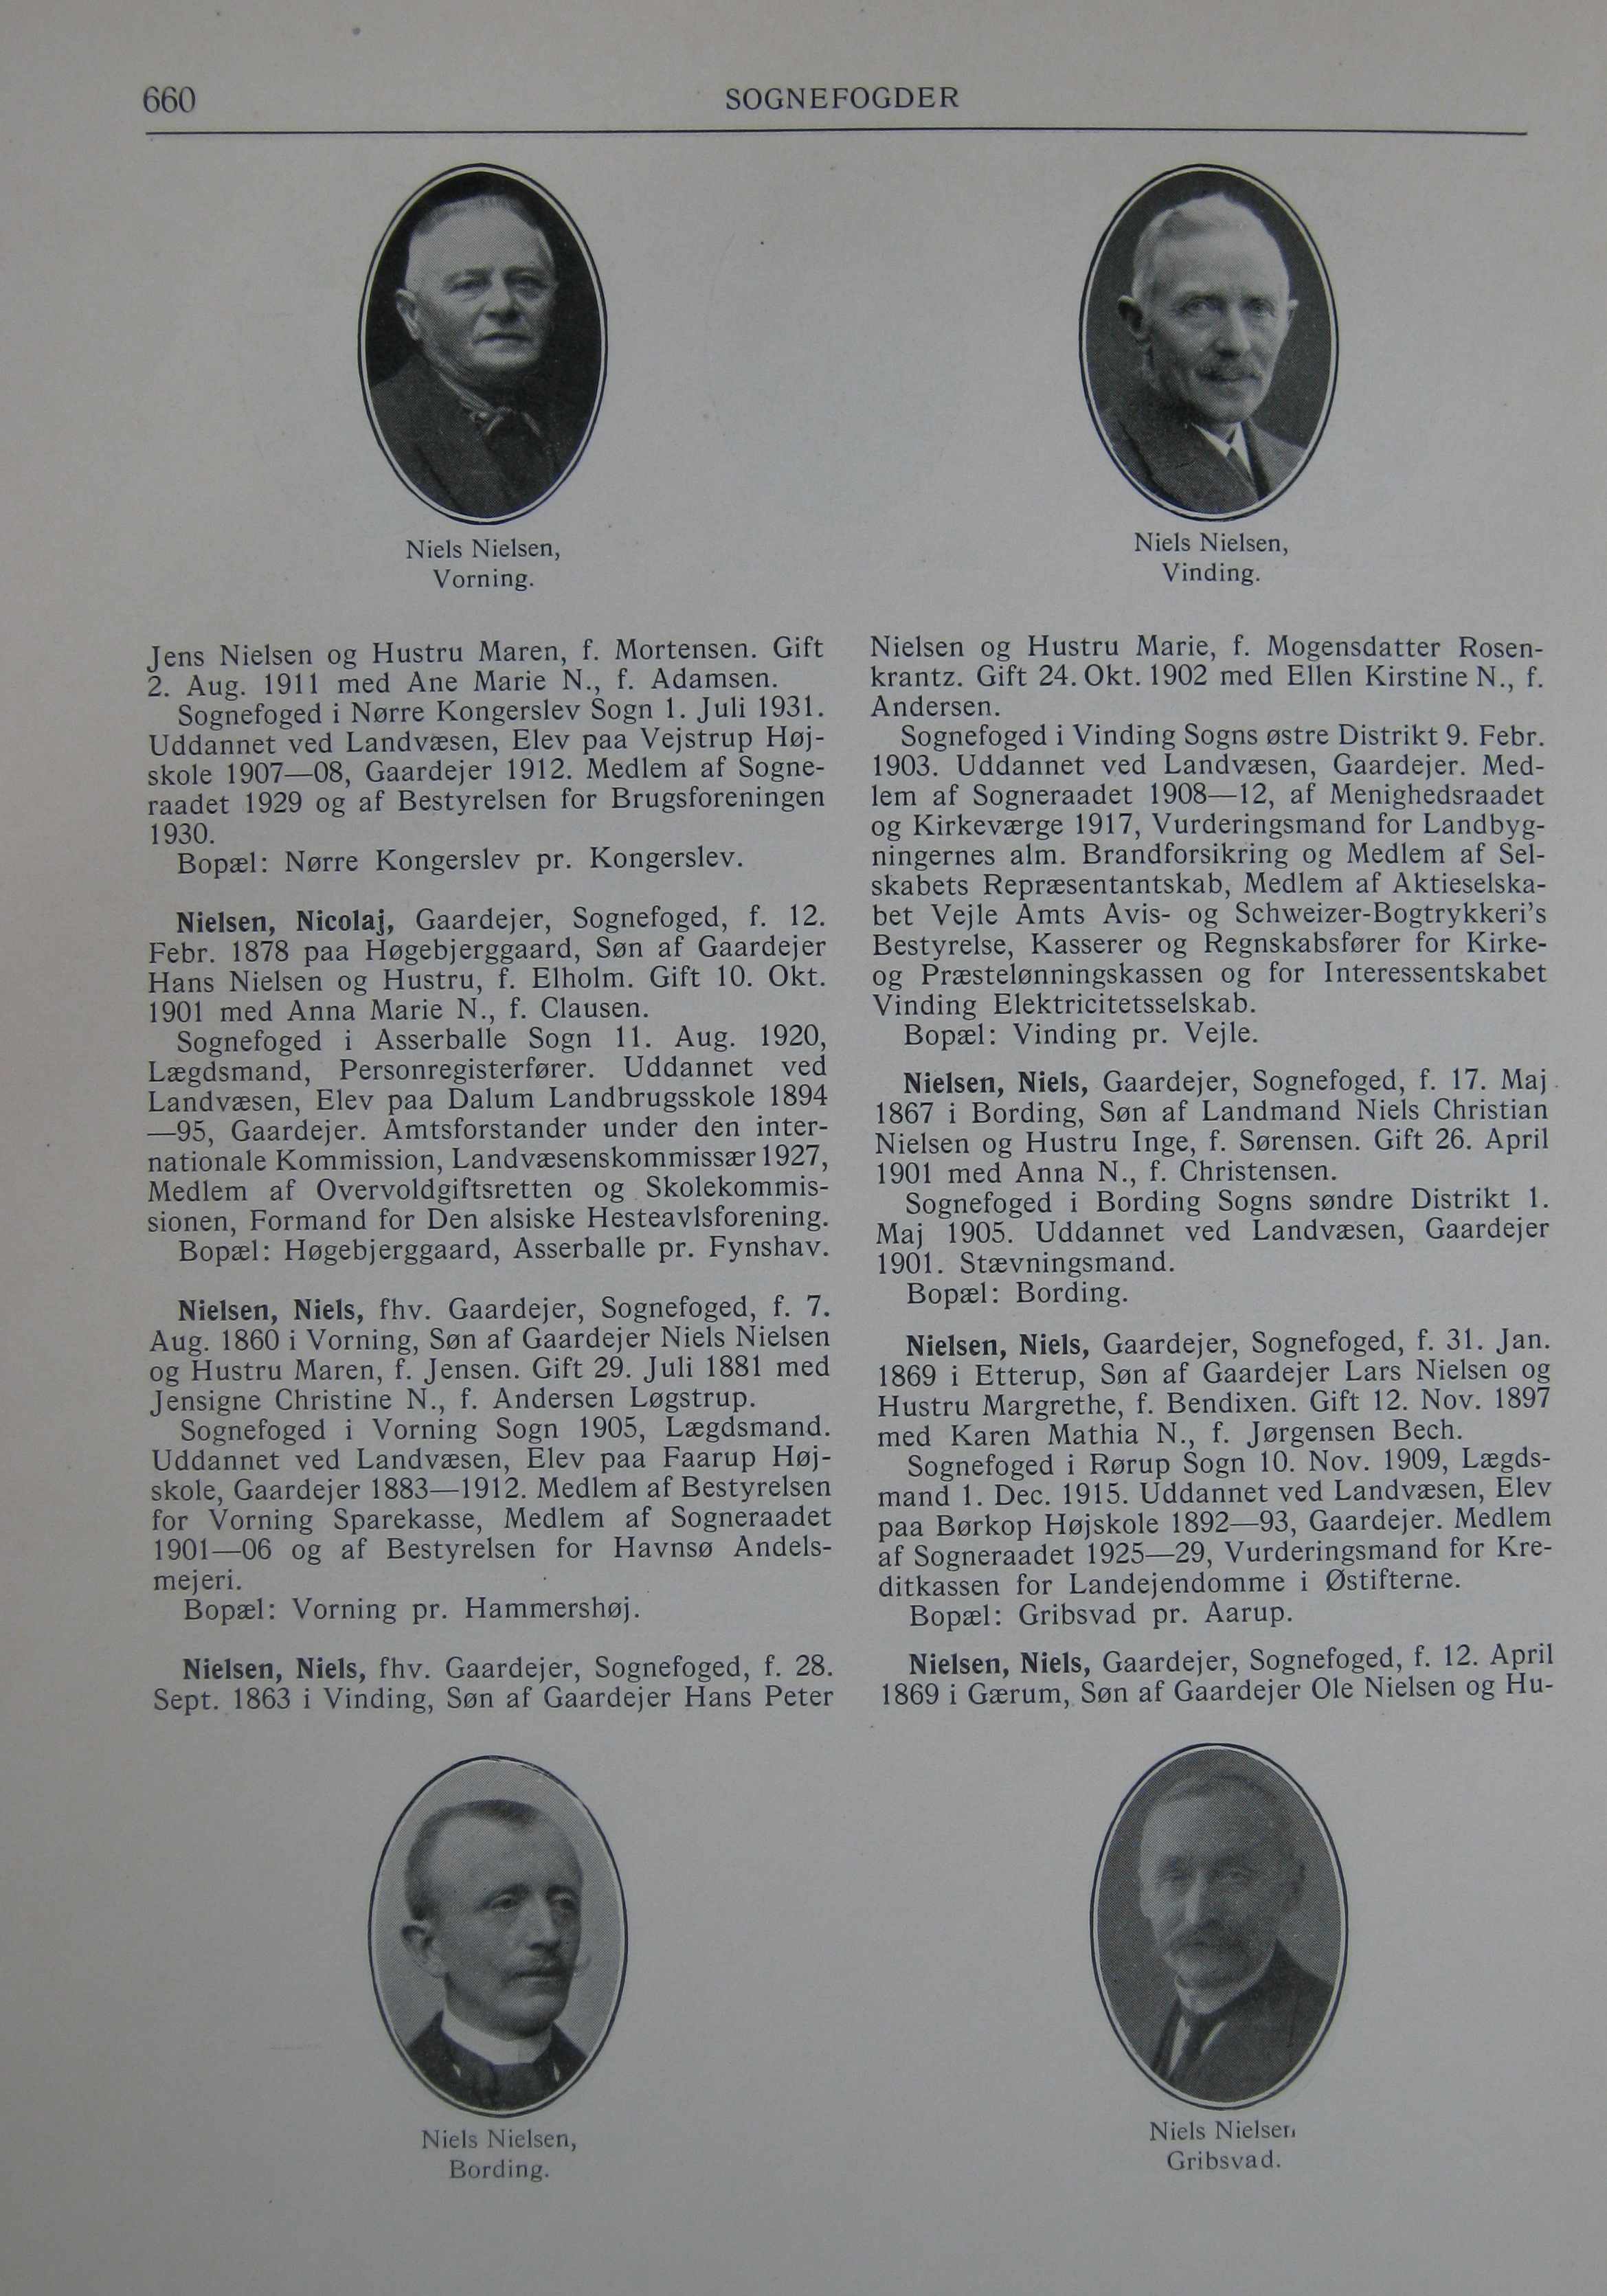 660
SOGNEFOGDER
Niels Nielsen,
Vorning.
Niels Nielsen,
Vinding.
Jens Nielsen og Hustru Maren, f. Mortensen. Gift
2. Aug. 1911 med Ane Marie N., f. Adamsen.
Sognefoged i Nørre Kongerslev Sogn 1. Juli 1931.
Uddannet ved Landvæsen, Elev paa Vejstrup Høj-
skole 1907—08, Gaardejer 1912. Medlem af Sogne-
raadet 1929 og af Bestyrelsen for Brugsforeningen
1930.
Bopæl: Nørre Kongerslev pr. Kongerslev.
Nielsen, Nicolaj, Gaardejer, Sognefoged, f. 12.
Febr. 1878 paa Høgebjerggaard, Søn af Gaardejer
Hans Nielsen og Hustru, f. Elholm. Gift 10. Okt.
1901 med Anna Marie N., f. Clausen.
Sognefoged i Asserballe Sogn 11. Aug. 1920,
Lægdsmand, Personregisterfører. Uddannet ved
Landvæsen, Elev paa Dalum Landbrugsskole 1894
—95, Gaardejer. Amtsforstander under den inter-
nationale Kommission, Landvæsenskommissær 1927,
Medlem af Overvoldgiftsretten og Skolekommis-
sionen, Formand for Den alsiske Hesteavlsforening.
Bopæl: Høgebjerggaard, Asserballe pr. Fynshav.
Nielsen, Niels, fhv. Gaardejer, Sognefoged, f. 7.
Aug. 1860 i Vorning, Søn af Gaardejer Niels Nielsen
og Hustru Maren, f. Jensen. Gift 29. Juli 1881 med
Jensigne Christine N., f. Andersen Løgstrup.
Sognefoged i Vorning Sogn 1905, Lægdsmand.
Uddannet ved Landvæsen, Elev paa Faarup Høj-
skole, Gaardejer 1883—1912. Medlem af Bestyrelsen
for Vorning Sparekasse, Medlem af Sogneraadet
1901—06 og af Bestyrelsen for Havnsø Andels-
mejeri.
Bopæl: Vorning pr. Hammershøj.
Nielsen, Niels, fhv. Gaardejer, Sognefoged, f. 28.
Sept. 1863 i Vinding, Søn af Gaardejer Hans Peter
Nielsen og Hustru Marie, f. Mogensdatter Rosen-
krantz. Gift 24. Okt. 1902 med Ellen Kirstine N., f.
Andersen.
Sognefoged i Vinding Sogns østre Distrikt 9. Febr.
1903. Uddannet ved Landvæsen, Gaardejer. Med-
lem af Sogneraadet 1908—12, af Menighedsraadet
og Kirkeværge 1917, Vurderingsmand for Landbyg-
ningernes alm. Brandforsikring og Medlem af Sel-
skabets Repræsentantskab, Medlem af Aktieselska-
bet Vejle Amts Avis- og Schweizer-Bogtrykkeri's
Bestyrelse, Kasserer og Regnskabsfører for Kirke-
og Præstelønningskassen og for Interessentskabet
Vinding Elektricitetsselskab.
Bopæl: Vinding pr. Vejle.
Nielsen, Niels, Gaardejer, Sognefoged, f. 17. Maj
1867 i Bording, Søn af Landmand Niels Christian
Nielsen og Hustru Inge, f. Sørensen. Gift 26. April
1901 med Anna N., f. Christensen.
Sognefoged i Bording Sogns søndre Distrikt 1.
Maj 1905. Uddannet ved Landvæsen, Gaardejer
1901. Stævningsmand.
Bopæl: Bording.
Nielsen, Niels, Gaardejer, Sognefoged, f. 31. Jan.
1869 i Etterup, Søn af Gaardejer Lars Nielsen og
Hustru Margrethe, f. Bendixen. Gift 12. Nov. 1897
med Karen Mathia N., f. Jørgensen Bech.
Sognefoged i Rørup Sogn 10. Nov. 1909, Lægds-
mand 1. Dec. 1915. Uddannet ved Landvæsen, Elev
paa Børkop Højskole 1892—93, Gaardejer. Medlem
af Sogneraadet 1925—29, Vurderingsmand for Kre-
ditkassen for Landejendomme i Østifterne.
Bopæl: Gribsvad pr. Aarup.
Nielsen, Niels, Gaardejer, Sognefoged, f. 12. April
1869 i Gærum, Søn af Gaardejer Ole Nielsen og Hu-
Niels Nielsen,
Bording.
Niels Nielsen
Gribsvad.